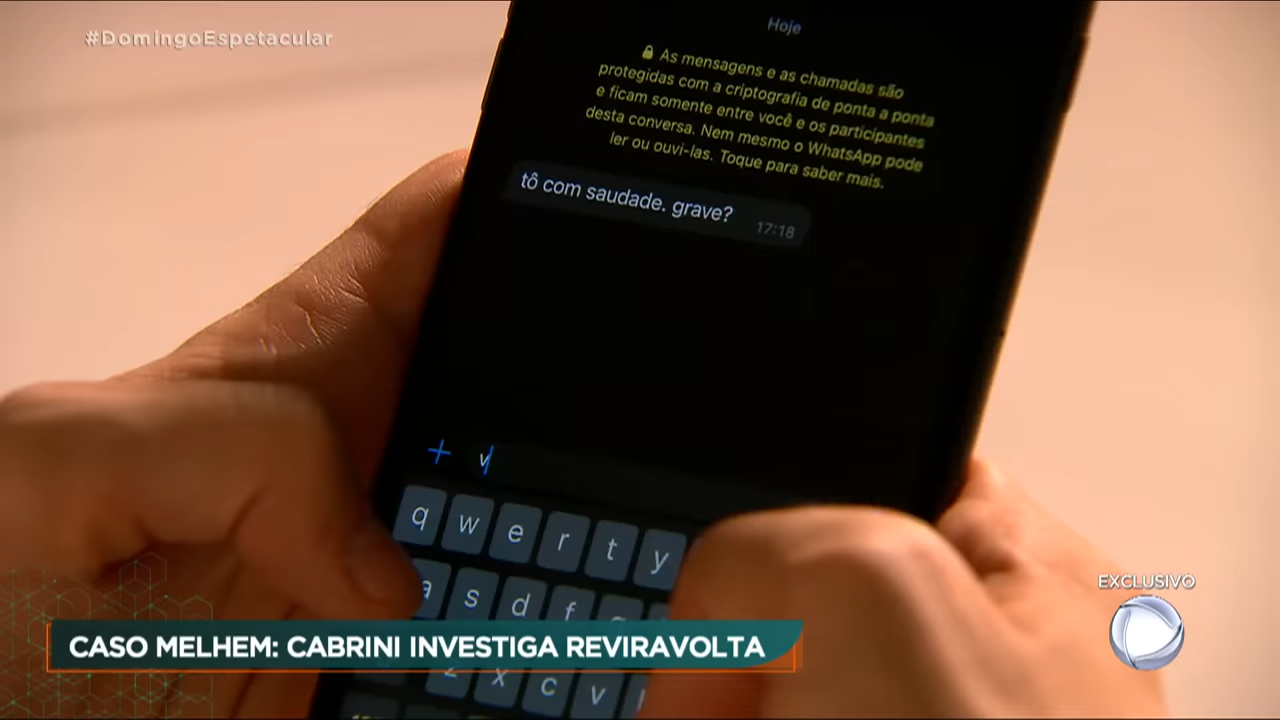 #DomingoEspetacular
Hoje
As mensagens e as chamadas são
protegidas com a criptografia de ponta a ponta
e ficam somente entre você e os participantes
desta conversa. Nem mesmo o WhatsApp pode
ler ou ouvi-las. Toque para saber mais.
tô com saudade. grave?
17:18
v
q w e r t y
a s d f g
z x c v
EXCLUSIVO
CASO MELHEM: CABRINI INVESTIGA REVIRAVOLTA